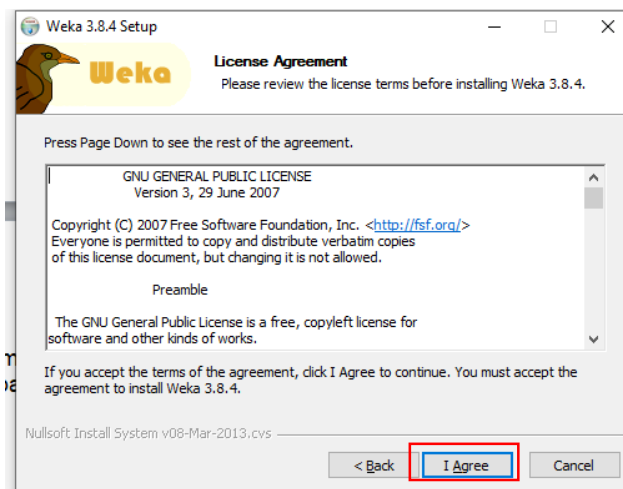 Weka 3.8.4 Setup
Weka
License Agreement
Please review the license terms before installing Weka 3.8.4.
Press Page Down to see the rest of the agreement.
GNU GENERAL PUBLIC LICENSE
Version 3, 29 June 2007
Copyright (C) 2007 Free Software Foundation, Inc. <http://fsf.org/>
Everyone is permitted to copy and distribute verbatim copies
of this license document, but changing it is not allowed.
Preamble
The GNU General Public License is a free, copyleft license for
software and other kinds of works.
If you accept the terms of the agreement, click I Agree to continue. You must accept the
agreement to install Weka 3.8.4.
Nullsoft Install System v08-Mar-2013.cvs
< Back I Agree Cancel